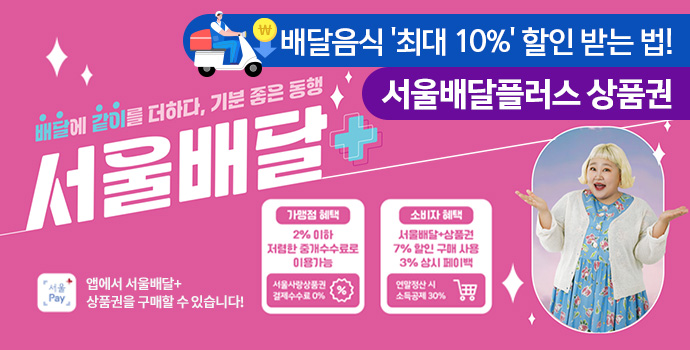 배달음식 '최대 10%' 할인 받는 법!
서울배달플러스 상품권
배달에 같이를 더하다, 기분 좋은 동행
서울배달+
가맹점 혜택
2% 이하
저렴한 중개수수료로
이용가능
서울사랑상품권
결제수수료 0%
소비자 혜택
서울배달+상품권
7% 할인 구매 사용
3% 상시 페이백
연말정산 시
소득공제 30%
서울
Pay
앱에서 서울배달+
상품권을 구매할 수 있습니다!